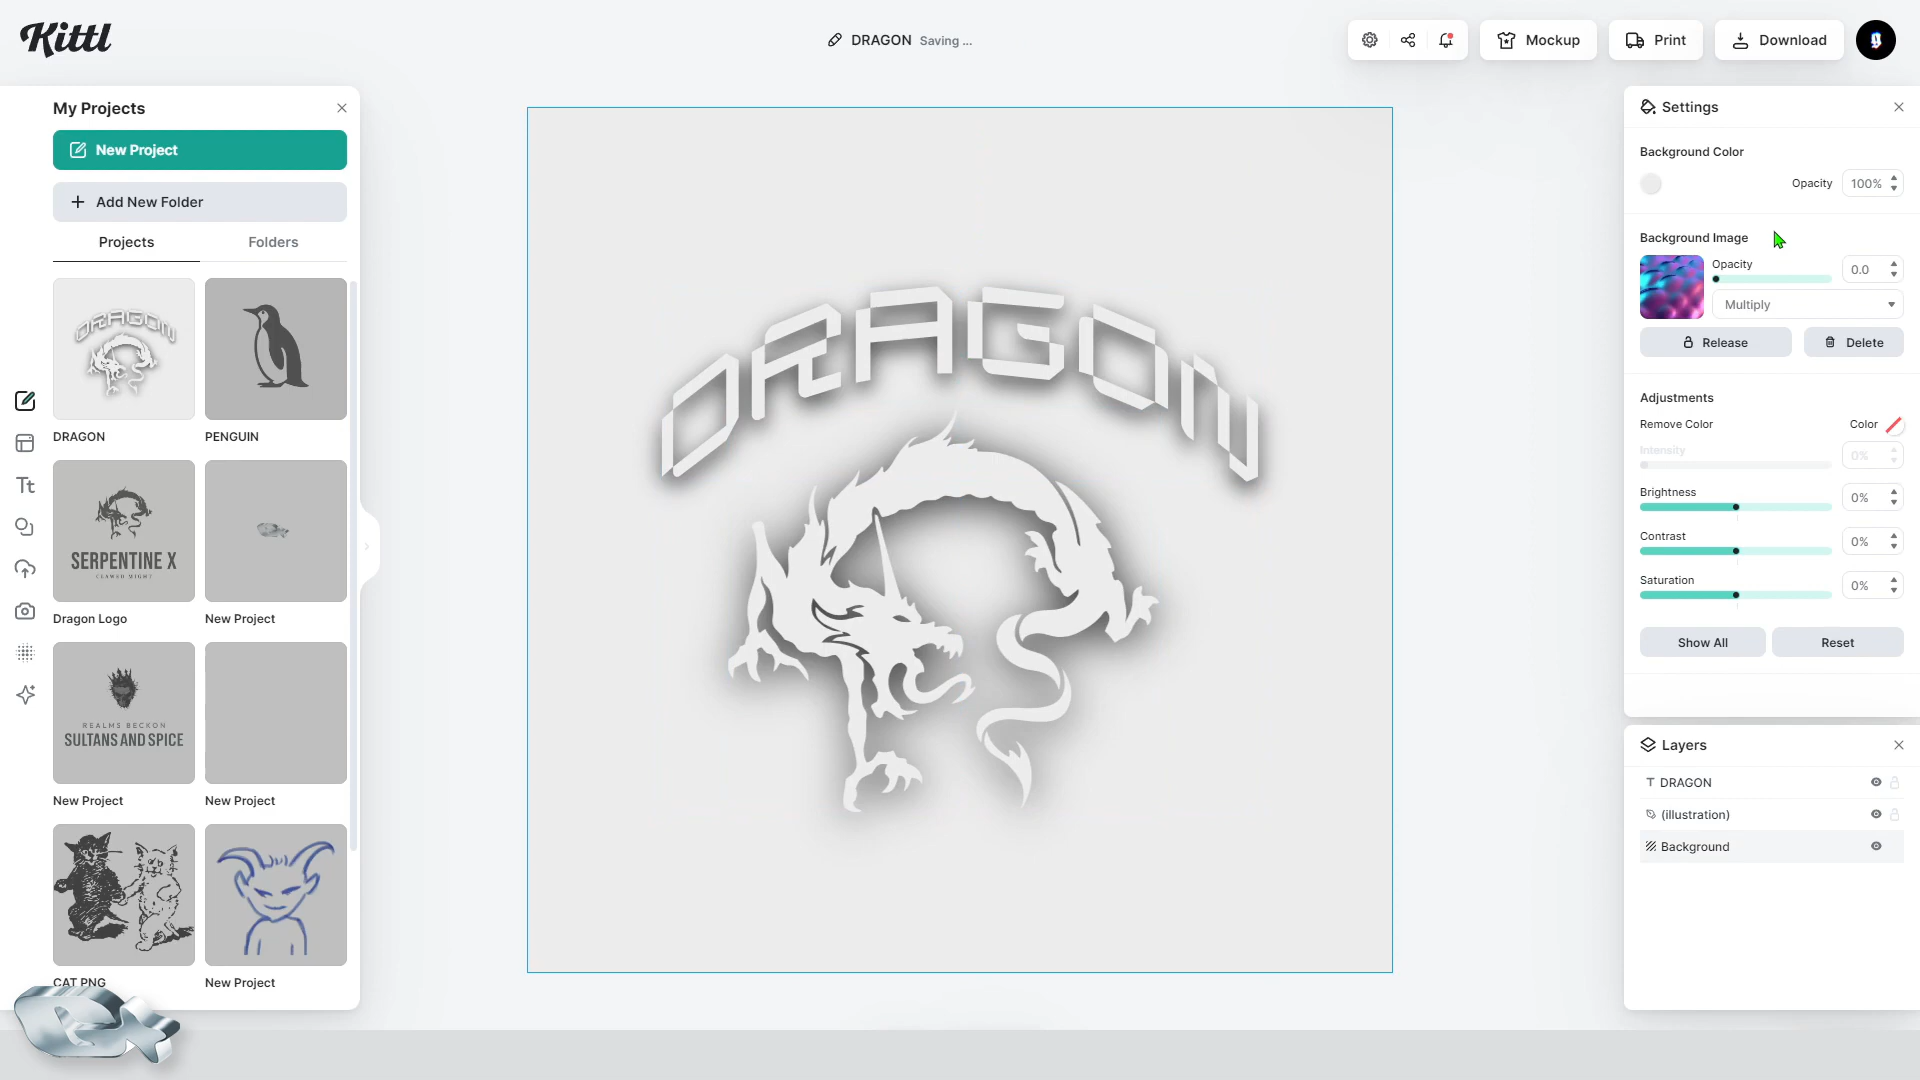 Kittl
DRAGON Saving ...
Mockup
Print
Download
My Projects
New Project
Add New Folder
Projects
Folders
DRAGON
DRAGON
PENGUIN
SERPENTINE X
CLAWED MIGHT
Dragon Logo
New Project
REALMS BECKON
SULTANS AND SPICE
New Project
New Project
CAT PNG
New Project
DRAGON
Settings
Background Color
Opacity 100%
Background Image
Opacity
0.0
Multiply
Release
Delete
Adjustments
Remove Color
Color
Intensity
0%
Brightness
0%
Contrast
0%
Saturation
0%
Show All
Reset
Layers
T DRAGON
(illustration)
Background